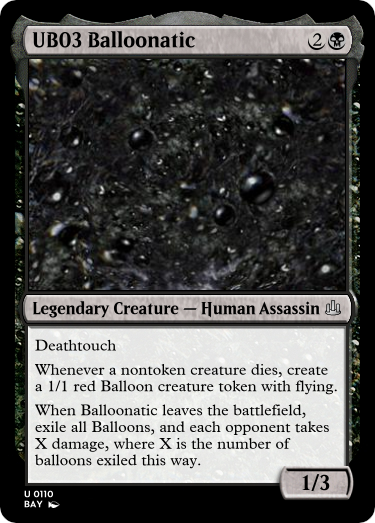 UB03 Balloonatic 2
Legendary Creature — Human Assassin
Deathtouch
Whenever a nontoken creature dies, create
a 1/1 red Balloon creature token with flying.
When Balloonatic leaves the battlefield,
exile all Balloons, and each opponent takes
X damage, where X is the number of
balloons exiled this way.
1/3
U 0110
BAY